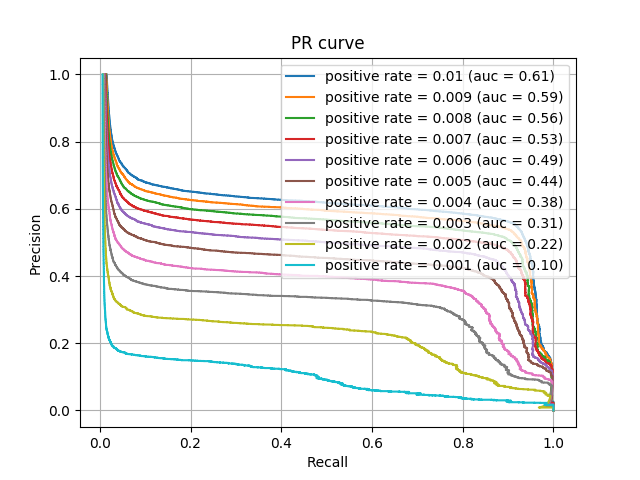 PR curve
positive rate = 0.01 (auc = 0.61)
positive rate = 0.009 (auc = 0.59)
positive rate = 0.008 (auc = 0.56)
positive rate = 0.007 (auc = 0.53)
positive rate = 0.006 (auc = 0.49)
positive rate = 0.005 (auc = 0.44)
positive rate = 0.004 (auc = 0.38)
positive rate = 0.003 (auc = 0.31)
positive rate = 0.002 (auc = 0.22)
positive rate = 0.001 (auc = 0.10)
Precision
1.0
0.8
0.6
0.4
0.2
0.0
0.0 0.2 0.4 0.6 0.8 1.0
Recall